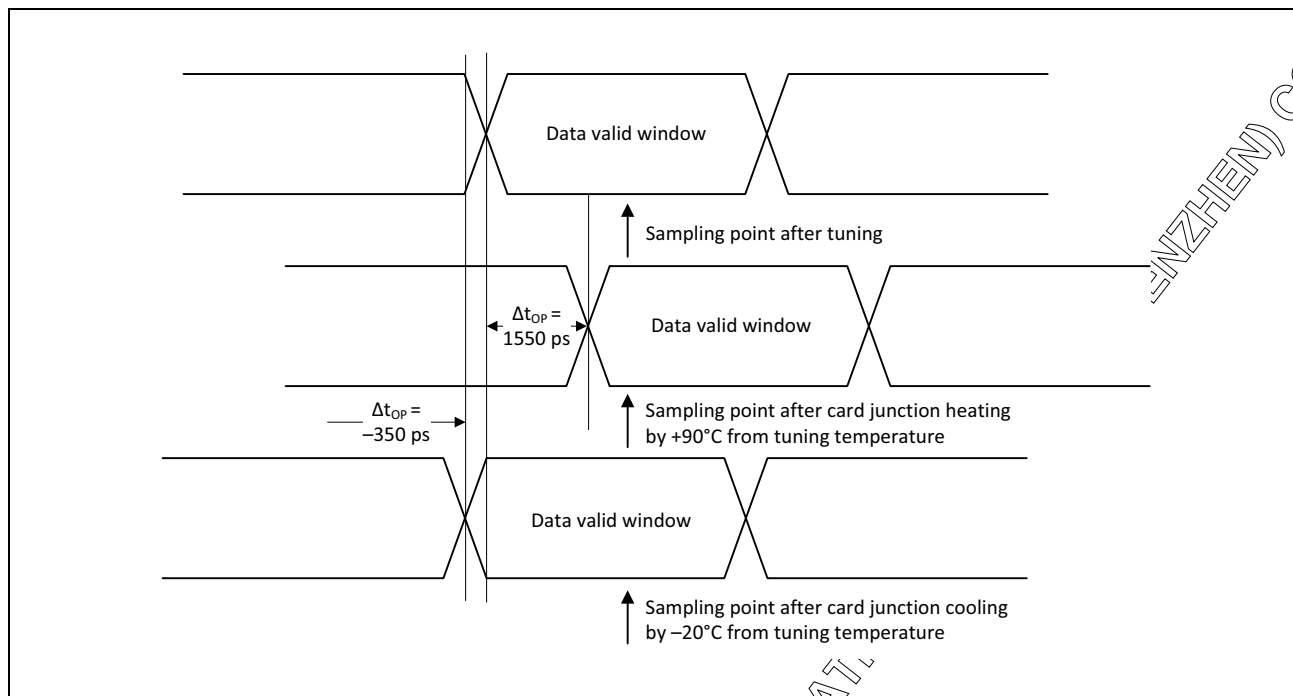 Data valid window
Sampling point after tuning
Δt_OP =
1550 ps
Data valid window
Δt_OP =
–350 ps
Sampling point after card junction heating
by +90°C from tuning temperature
Data valid window
Sampling point after card junction cooling
by –20°C from tuning temperature
ENZHEN) C